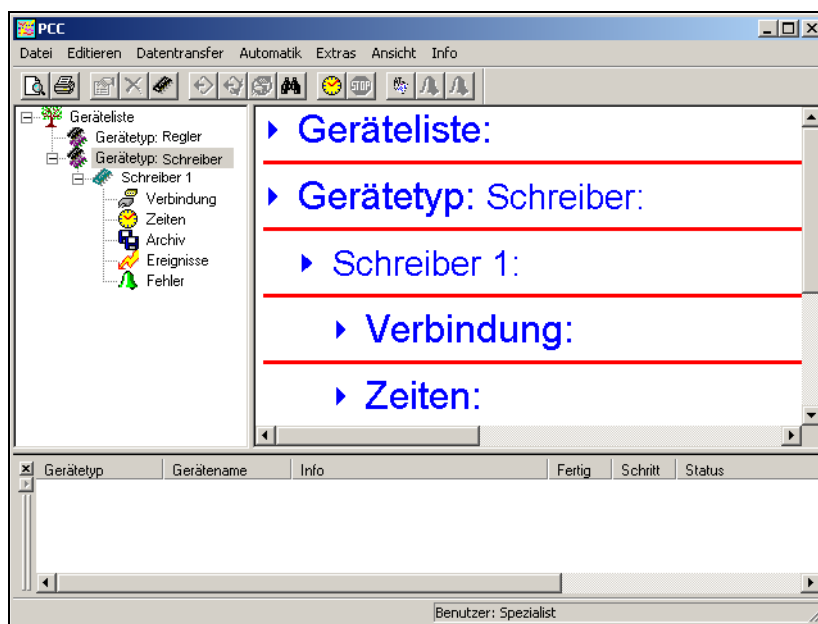 PCC
Datei Editieren Datentransfer Automatik Extras Ansicht Info
STOP
Geräteliste
Gerätetyp: Regler
Gerätetyp: Schreiber
Schreiber 1
Verbindung
Zeiten
Archiv
Ereignisse
Fehler
Geräteliste:
Gerätetyp: Schreiber:
Schreiber 1:
Verbindung:
Zeiten:
Gerätetyp Gerätename Info Fertig Schritt Status
Benutzer: Spezialist